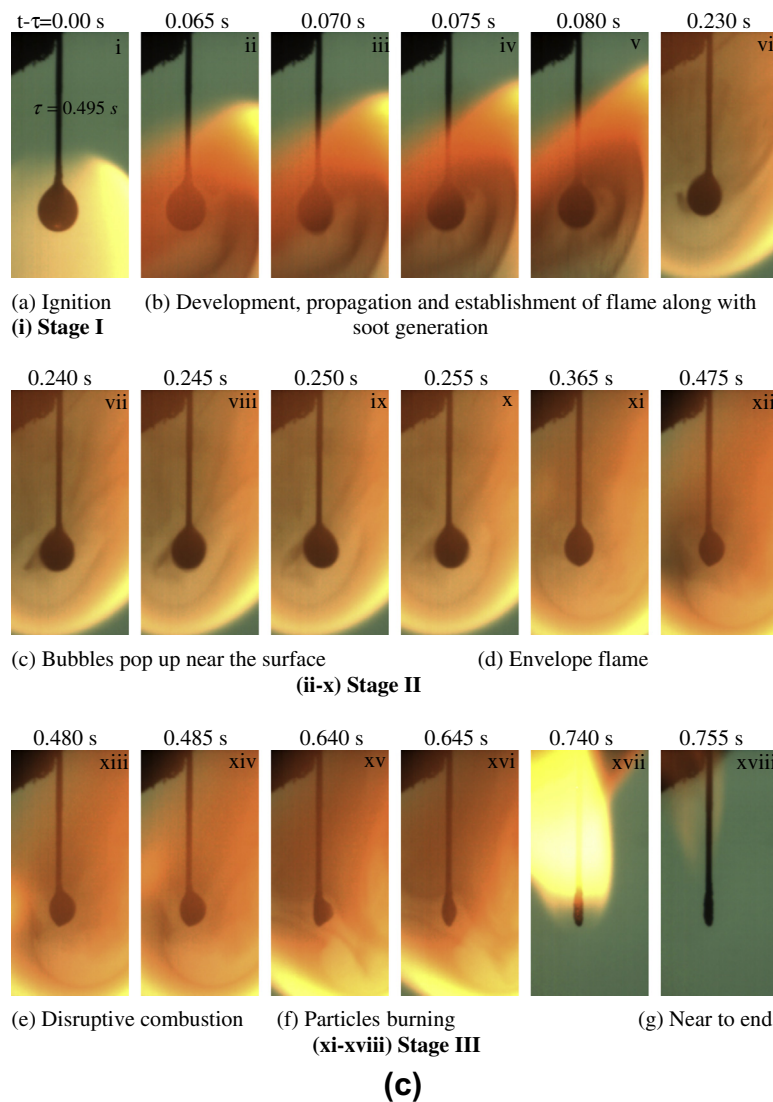 t-τ=0.00 s 0.065 s 0.070 s 0.075 s 0.080 s 0.230 s
i ii iii iv v vi
τ = 0.495 s
(a) Ignition (b) Development, propagation and establishment of flame along with
(i) Stage I soot generation
0.240 s 0.245 s 0.250 s 0.255 s 0.365 s 0.475 s
vii viii ix x xi xii
(c) Bubbles pop up near the surface (d) Envelope flame
(ii-x) Stage II
0.480 s 0.485 s 0.640 s 0.645 s 0.740 s 0.755 s
xiii xiv xv xvi xvii xviii
(e) Disruptive combustion (f) Particles burning (g) Near to end
(xi-xviii) Stage III
(c)